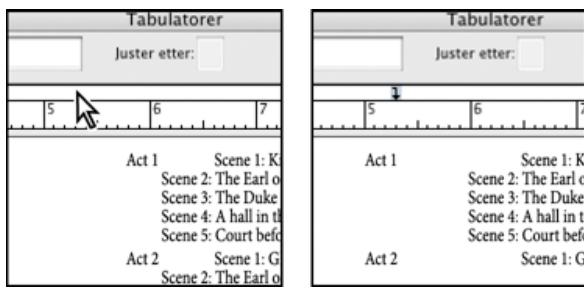 Tabulatorer
Juster etter:
5 6 7
Act 1 Scene 1: K
Scene 2: The Earl o
Scene 3: The Duke
Scene 4: A hall in th
Scene 5: Court befo
Act 2 Scene 1: G
Scene 2: The Earl o
Tabulatorer
Juster etter:
5 6 7
Act 1 Scene 1: K
Scene 2: The Earl o
Scene 3: The Duke
Scene 4: A hall in t
Scene 5: Court befo
Act 2 Scene 1: G